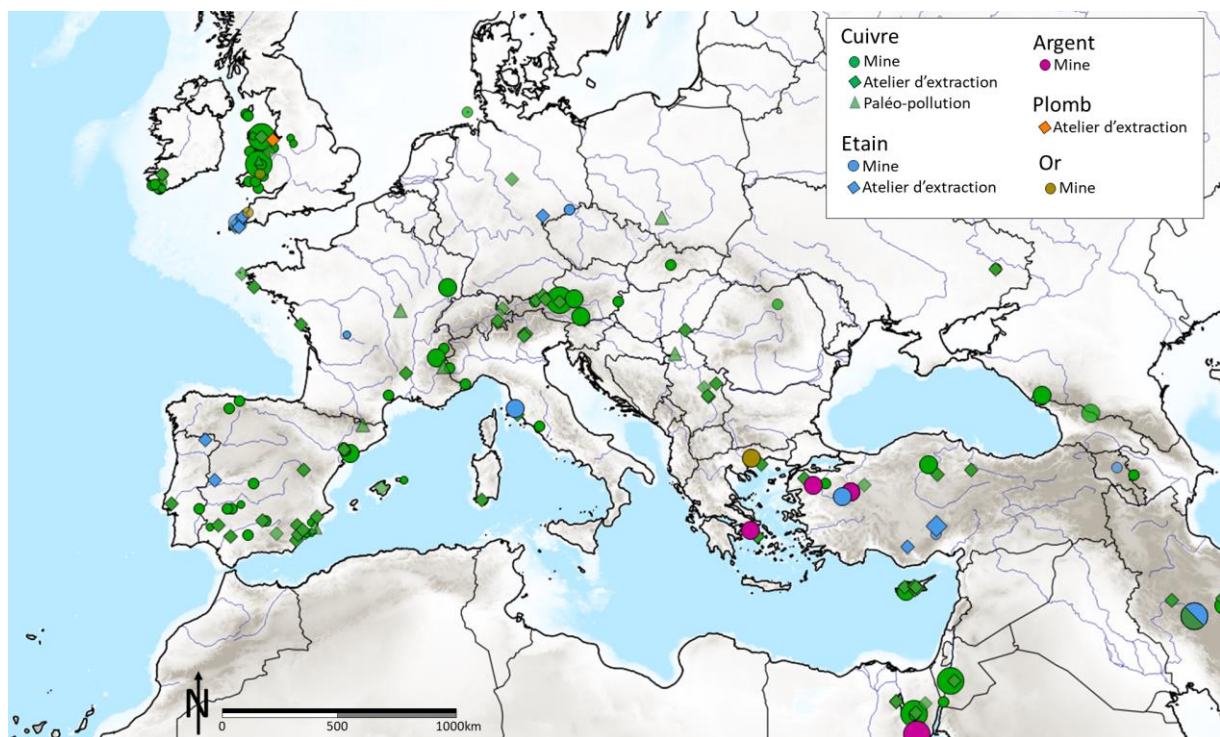 Cuivre
Mine
Atelier d'extraction
Paléo-pollution
Etain
Mine
Atelier d'extraction
Argent
Mine
Plomb
Atelier d'extraction
Or
Mine
N
0 500 1000km